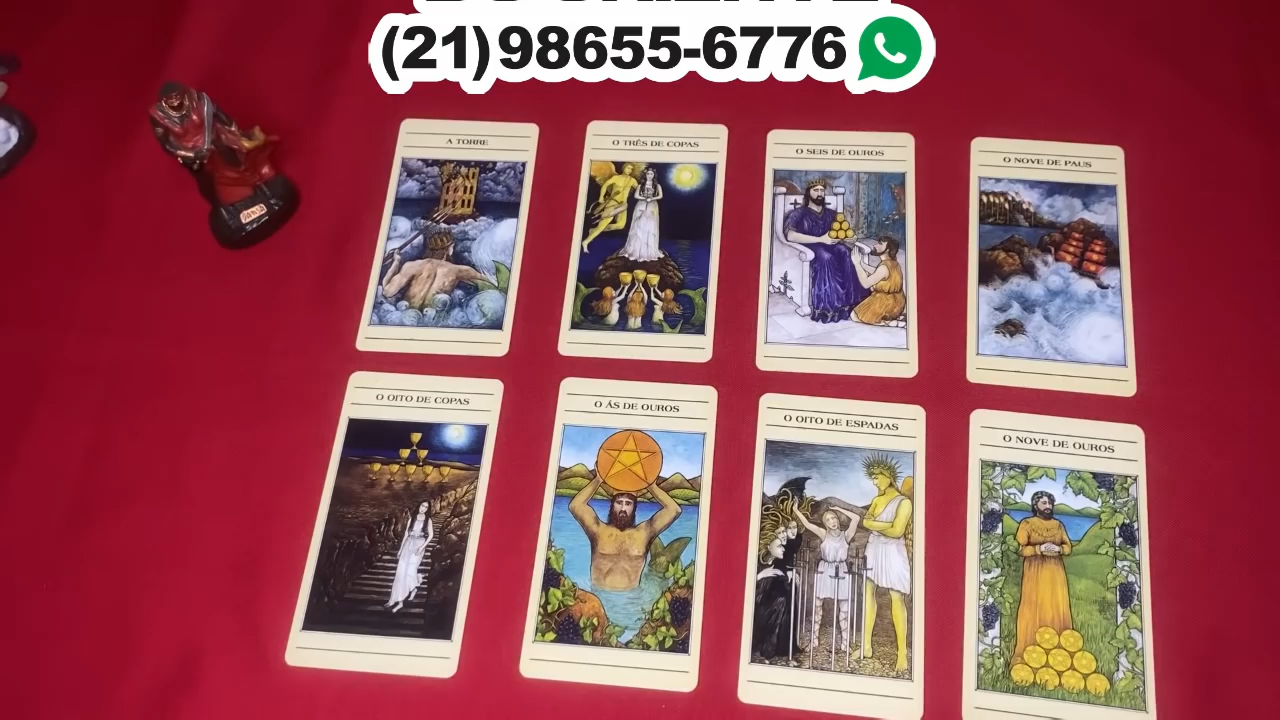 (21)98655-6776
A TORRE
O TRÊS DE COPAS
O SEIS DE OUROS
O NOVE DE PAUS
O OITO DE COPAS
O ÁS DE OUROS
O OITO DE ESPADAS
O NOVE DE OUROS